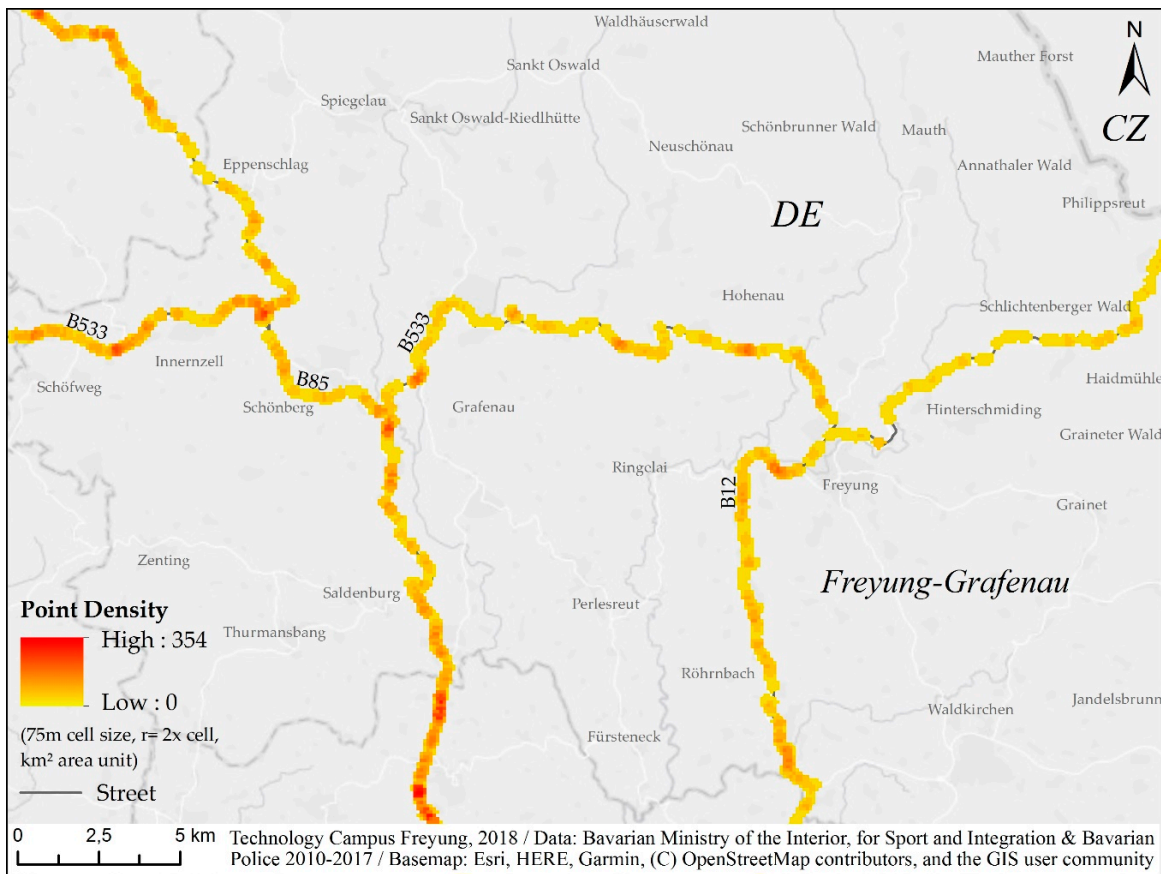 Waldhäuserwald
N
Mauther Forst
Sankt Oswald
Spiegelau
Sankt Oswald-Riedlhütte
Schönbrunner Wald
Mauth
CZ
Neuschönau
Eppenschlag
Annathaler Wald
Philippsreut
DE
Hohenau
Schlichtenberger Wald
B533
B533
Innernzell
Schöfweg
B85
Haidmühle
Schönberg
Grafenau
Hinterschmiding
Graineter Wald
Ringelai
B12
Freyung
Grainet
Zenting
Freyung-Grafenau
Saldenburg
Perlesreut
Point Density
High : 354
Thurmansbang
Röhrnbach
Low : 0
Jandelsbrunn
Waldkirchen
(75m cell size, r= 2x cell,
km² area unit)
Fürsteneck
Street
0 2,5 5 km
Technology Campus Freyung, 2018 / Data: Bavarian Ministry of the Interior, for Sport and Integration & Bavarian
Police 2010-2017 / Basemap: Esri, HERE, Garmin, (C) OpenStreetMap contributors, and the GIS user community